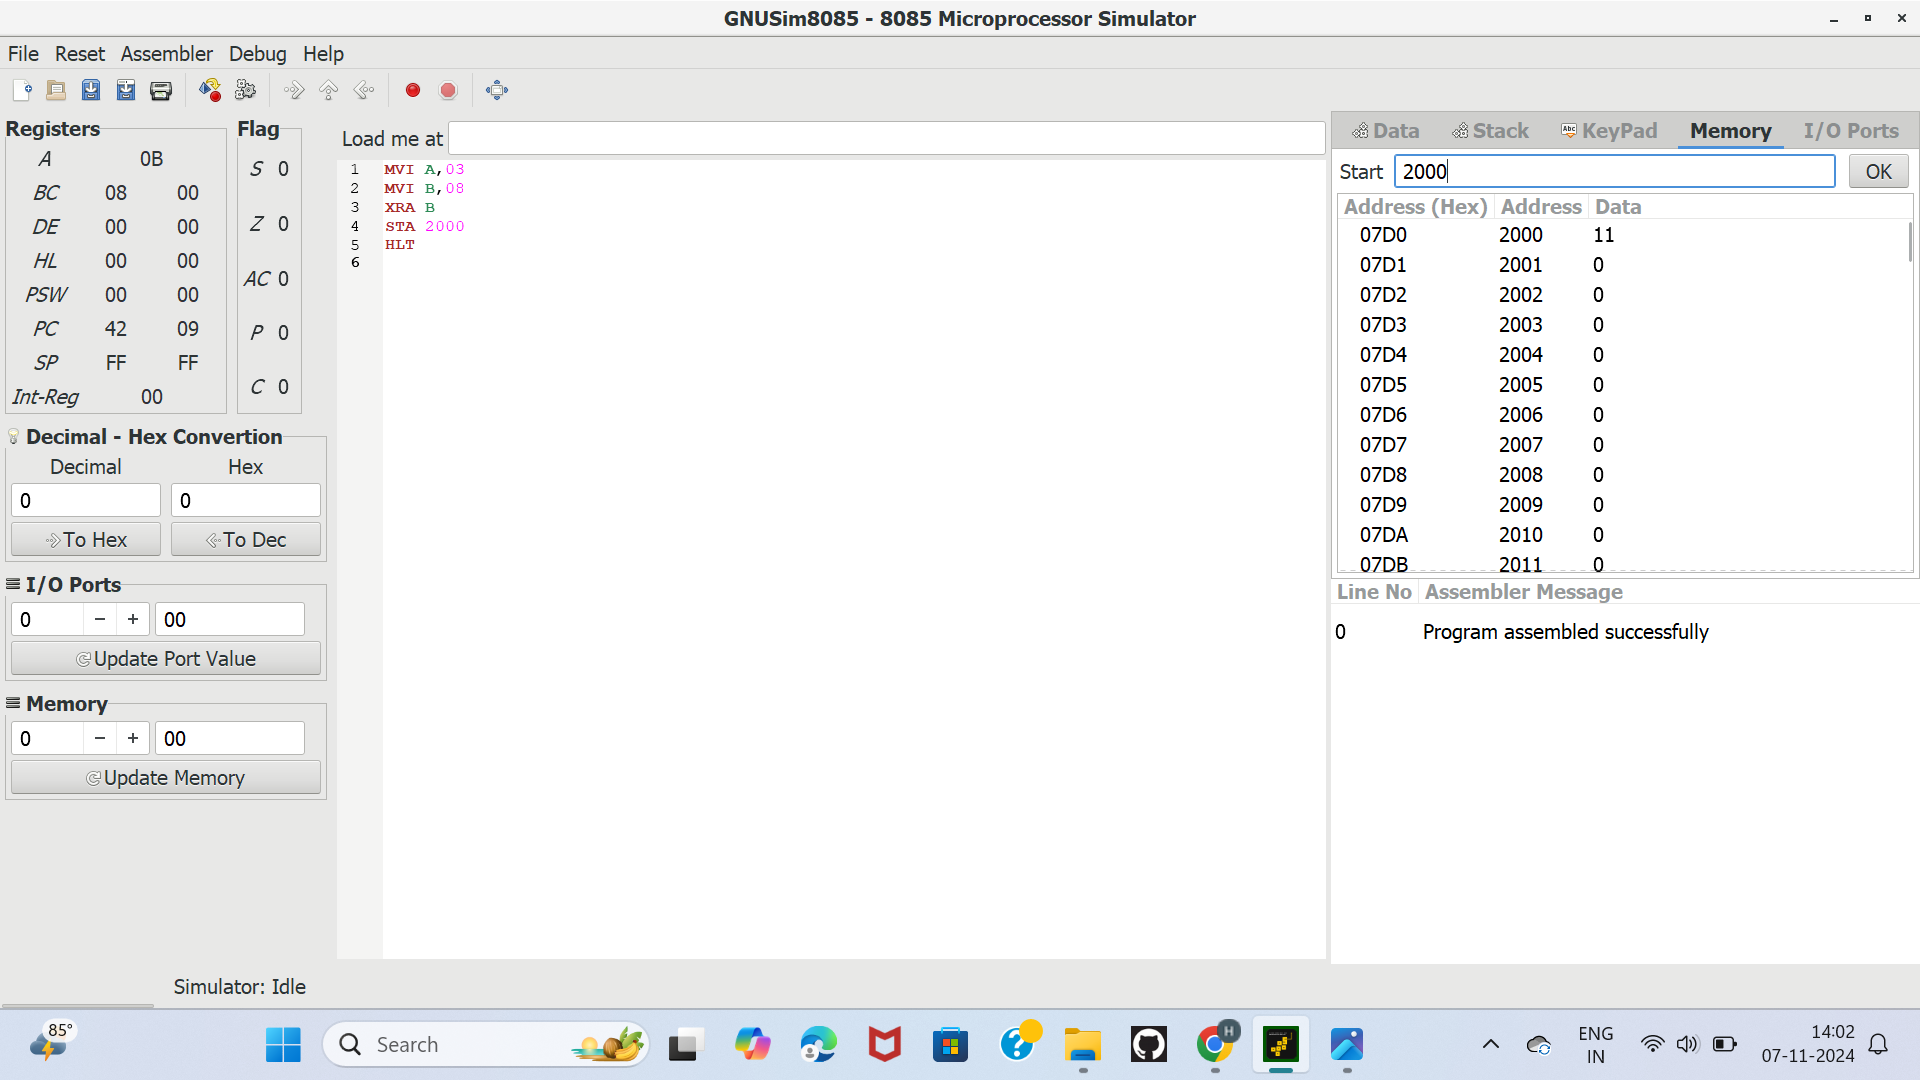 GNUSim8085 - 8085 Microprocessor Simulator
File Reset Assembler Debug Help
Registers
A 0B
BC 08 00
DE 00 00
HL 00 00
PSW 00 00
PC 42 09
SP FF FF
Int-Reg 00
Flag
S 0
Z 0
AC 0
P 0
C 0
Decimal - Hex Convertion
Decimal Hex
0 0
To Hex To Dec
I/O Ports
0 − + 00
Update Port Value
Memory
0 − + 00
Update Memory
Load me at
1 MVI A,03
2 MVI B,08
3 XRA B
4 STA 2000
5 HLT
6
Data Stack Abc KeyPad Memory I/O Ports
Start 2000 OK
Address (Hex) Address Data
07D0 2000 11
07D1 2001 0
07D2 2002 0
07D3 2003 0
07D4 2004 0
07D5 2005 0
07D6 2006 0
07D7 2007 0
07D8 2008 0
07D9 2009 0
07DA 2010 0
07DB 2011 0
Line No Assembler Message
0 Program assembled successfully
Simulator: Idle
85°
Search
H
ENG
IN
14:02
07-11-2024